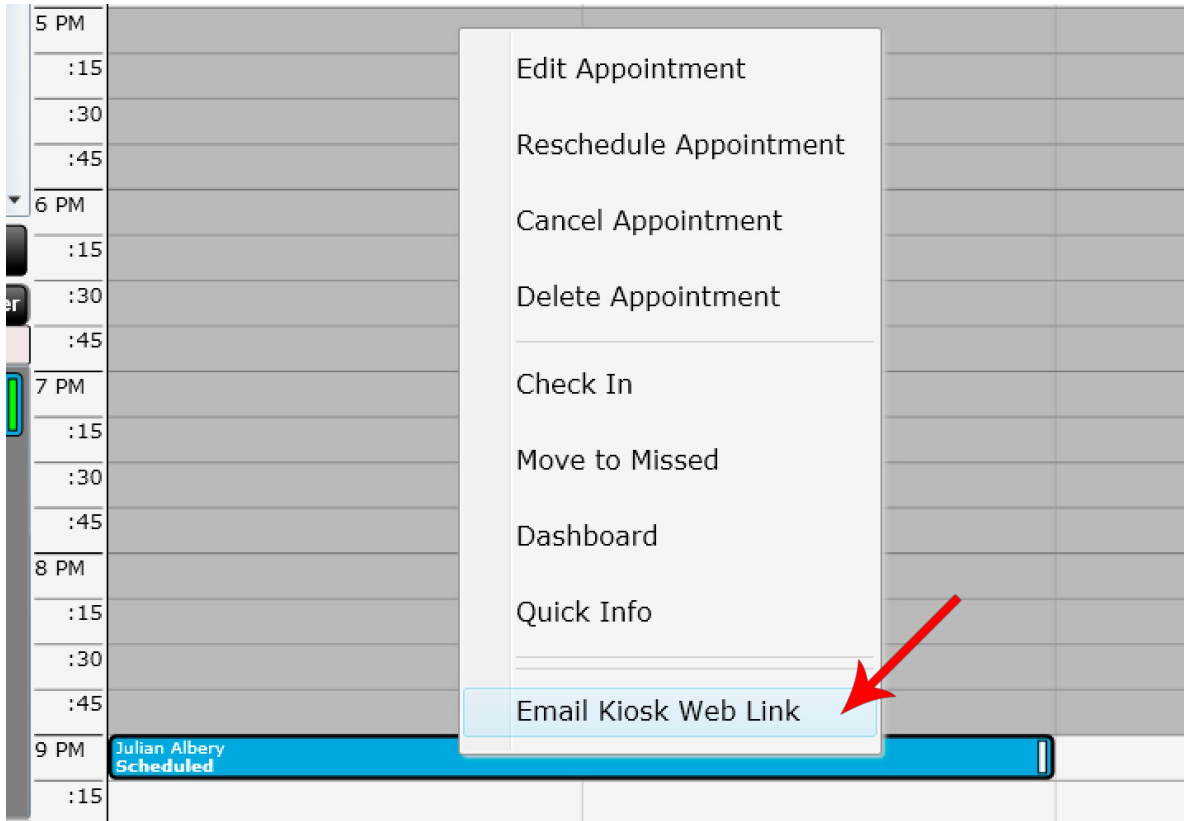 5 PM
:15
:30
:45
6 PM
:15
:30
:45
7 PM
:15
:30
:45
8 PM
:15
:30
:45
9 PM
:15
er
Edit Appointment
Reschedule Appointment
Cancel Appointment
Delete Appointment
Check In
Move to Missed
Dashboard
Quick Info
Email Kiosk Web Link
Julian Albery
Scheduled